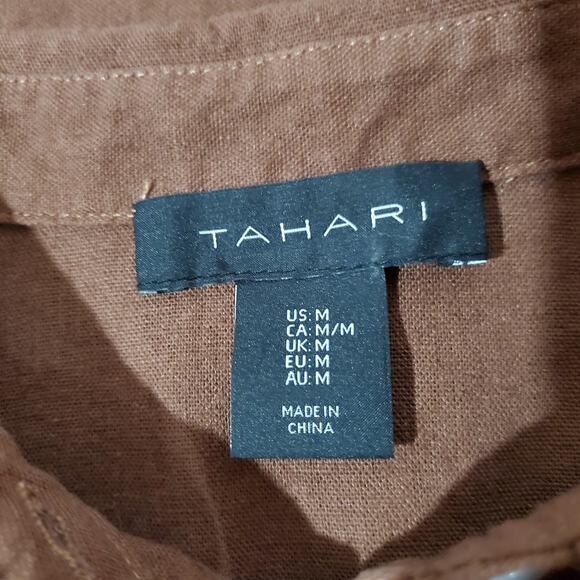 TAHARI
US: M
CA: M/M
UK: M
EU: M
AU: M
MADE IN
CHINA